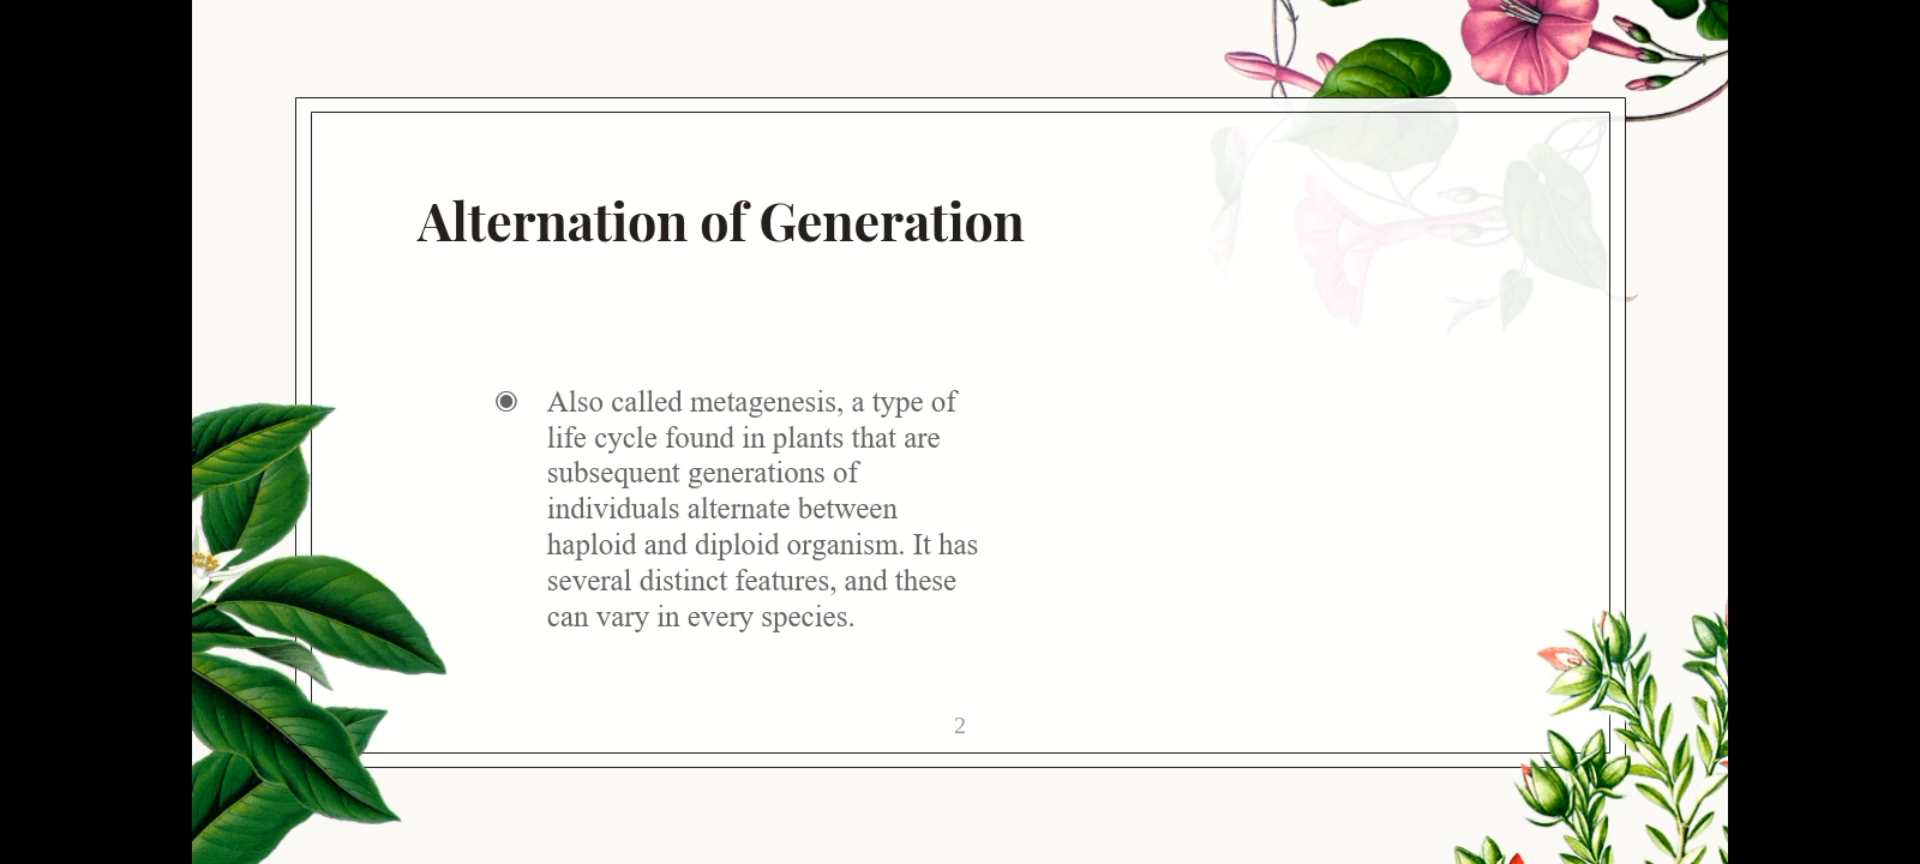 Alternation of Generation
◉ Also called metagenesis, a type of
life cycle found in plants that are
subsequent generations of
individuals alternate between
haploid and diploid organism. It has
several distinct features, and these
can vary in every species.
2